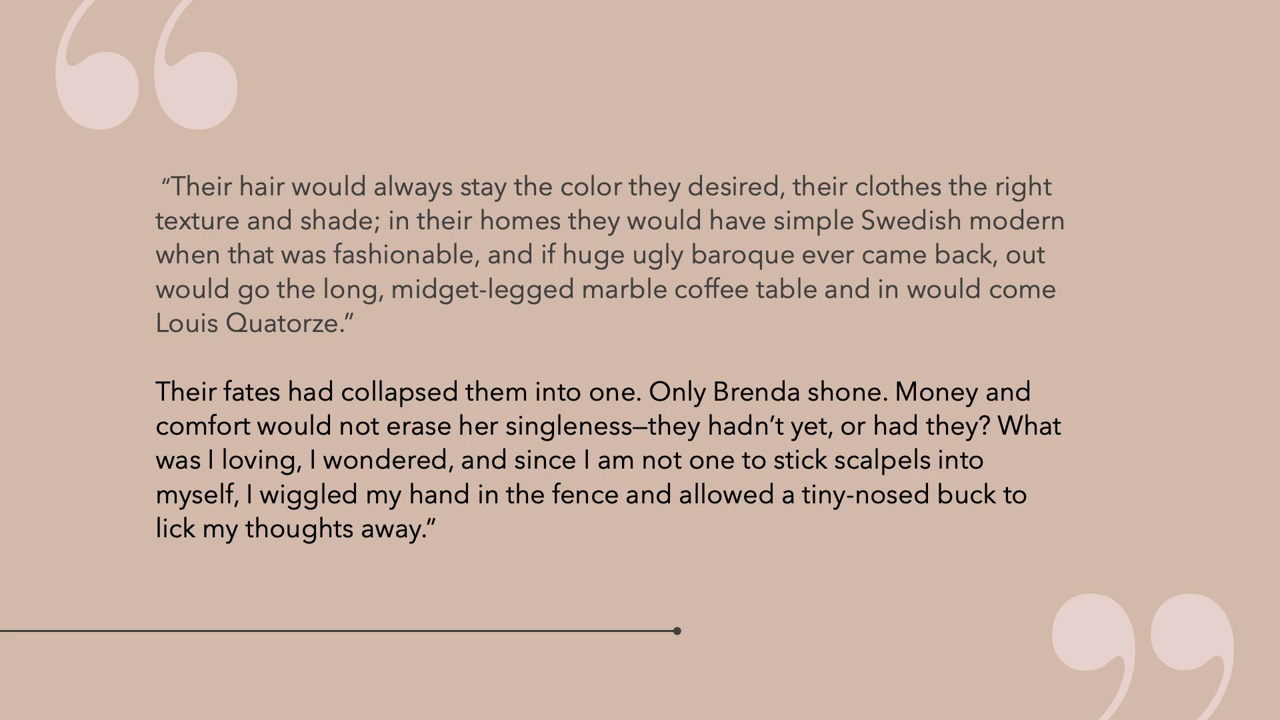 “Their hair would always stay the color they desired, their clothes the right
texture and shade; in their homes they would have simple Swedish modern
when that was fashionable, and if huge ugly baroque ever came back, out
would go the long, midget-legged marble coffee table and in would come
Louis Quatorze.”
Their fates had collapsed them into one. Only Brenda shone. Money and
comfort would not erase her singleness—they hadn’t yet, or had they? What
was I loving, I wondered, and since I am not one to stick scalpels into
myself, I wiggled my hand in the fence and allowed a tiny-nosed buck to
lick my thoughts away.”